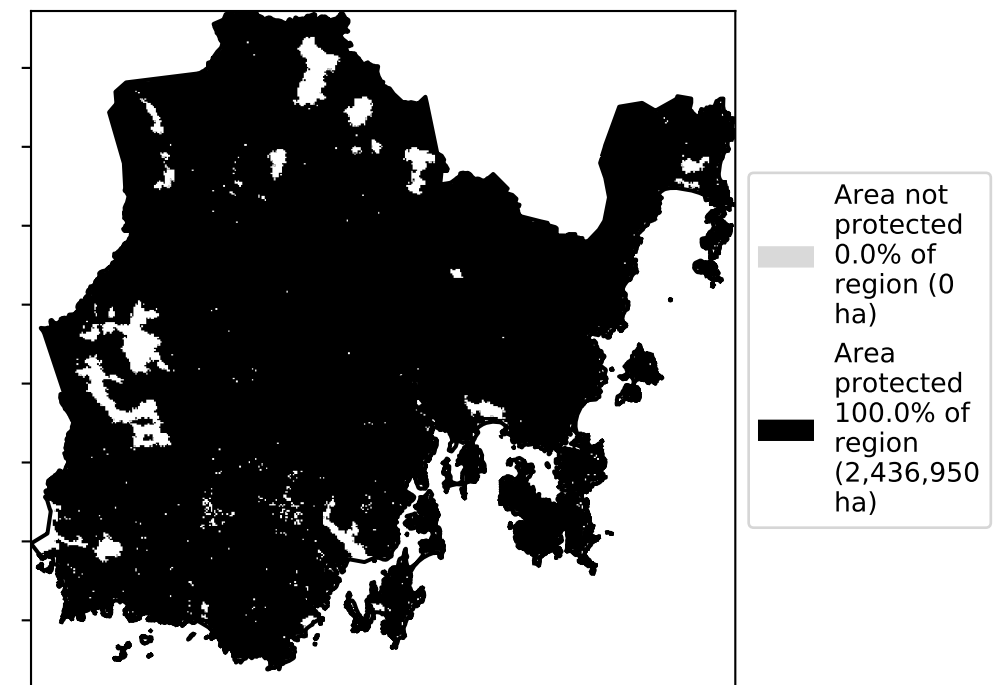 Area not
protected
0.0% of
region (0
ha)
Area
protected
100.0% of
region
(2,436,950
ha)